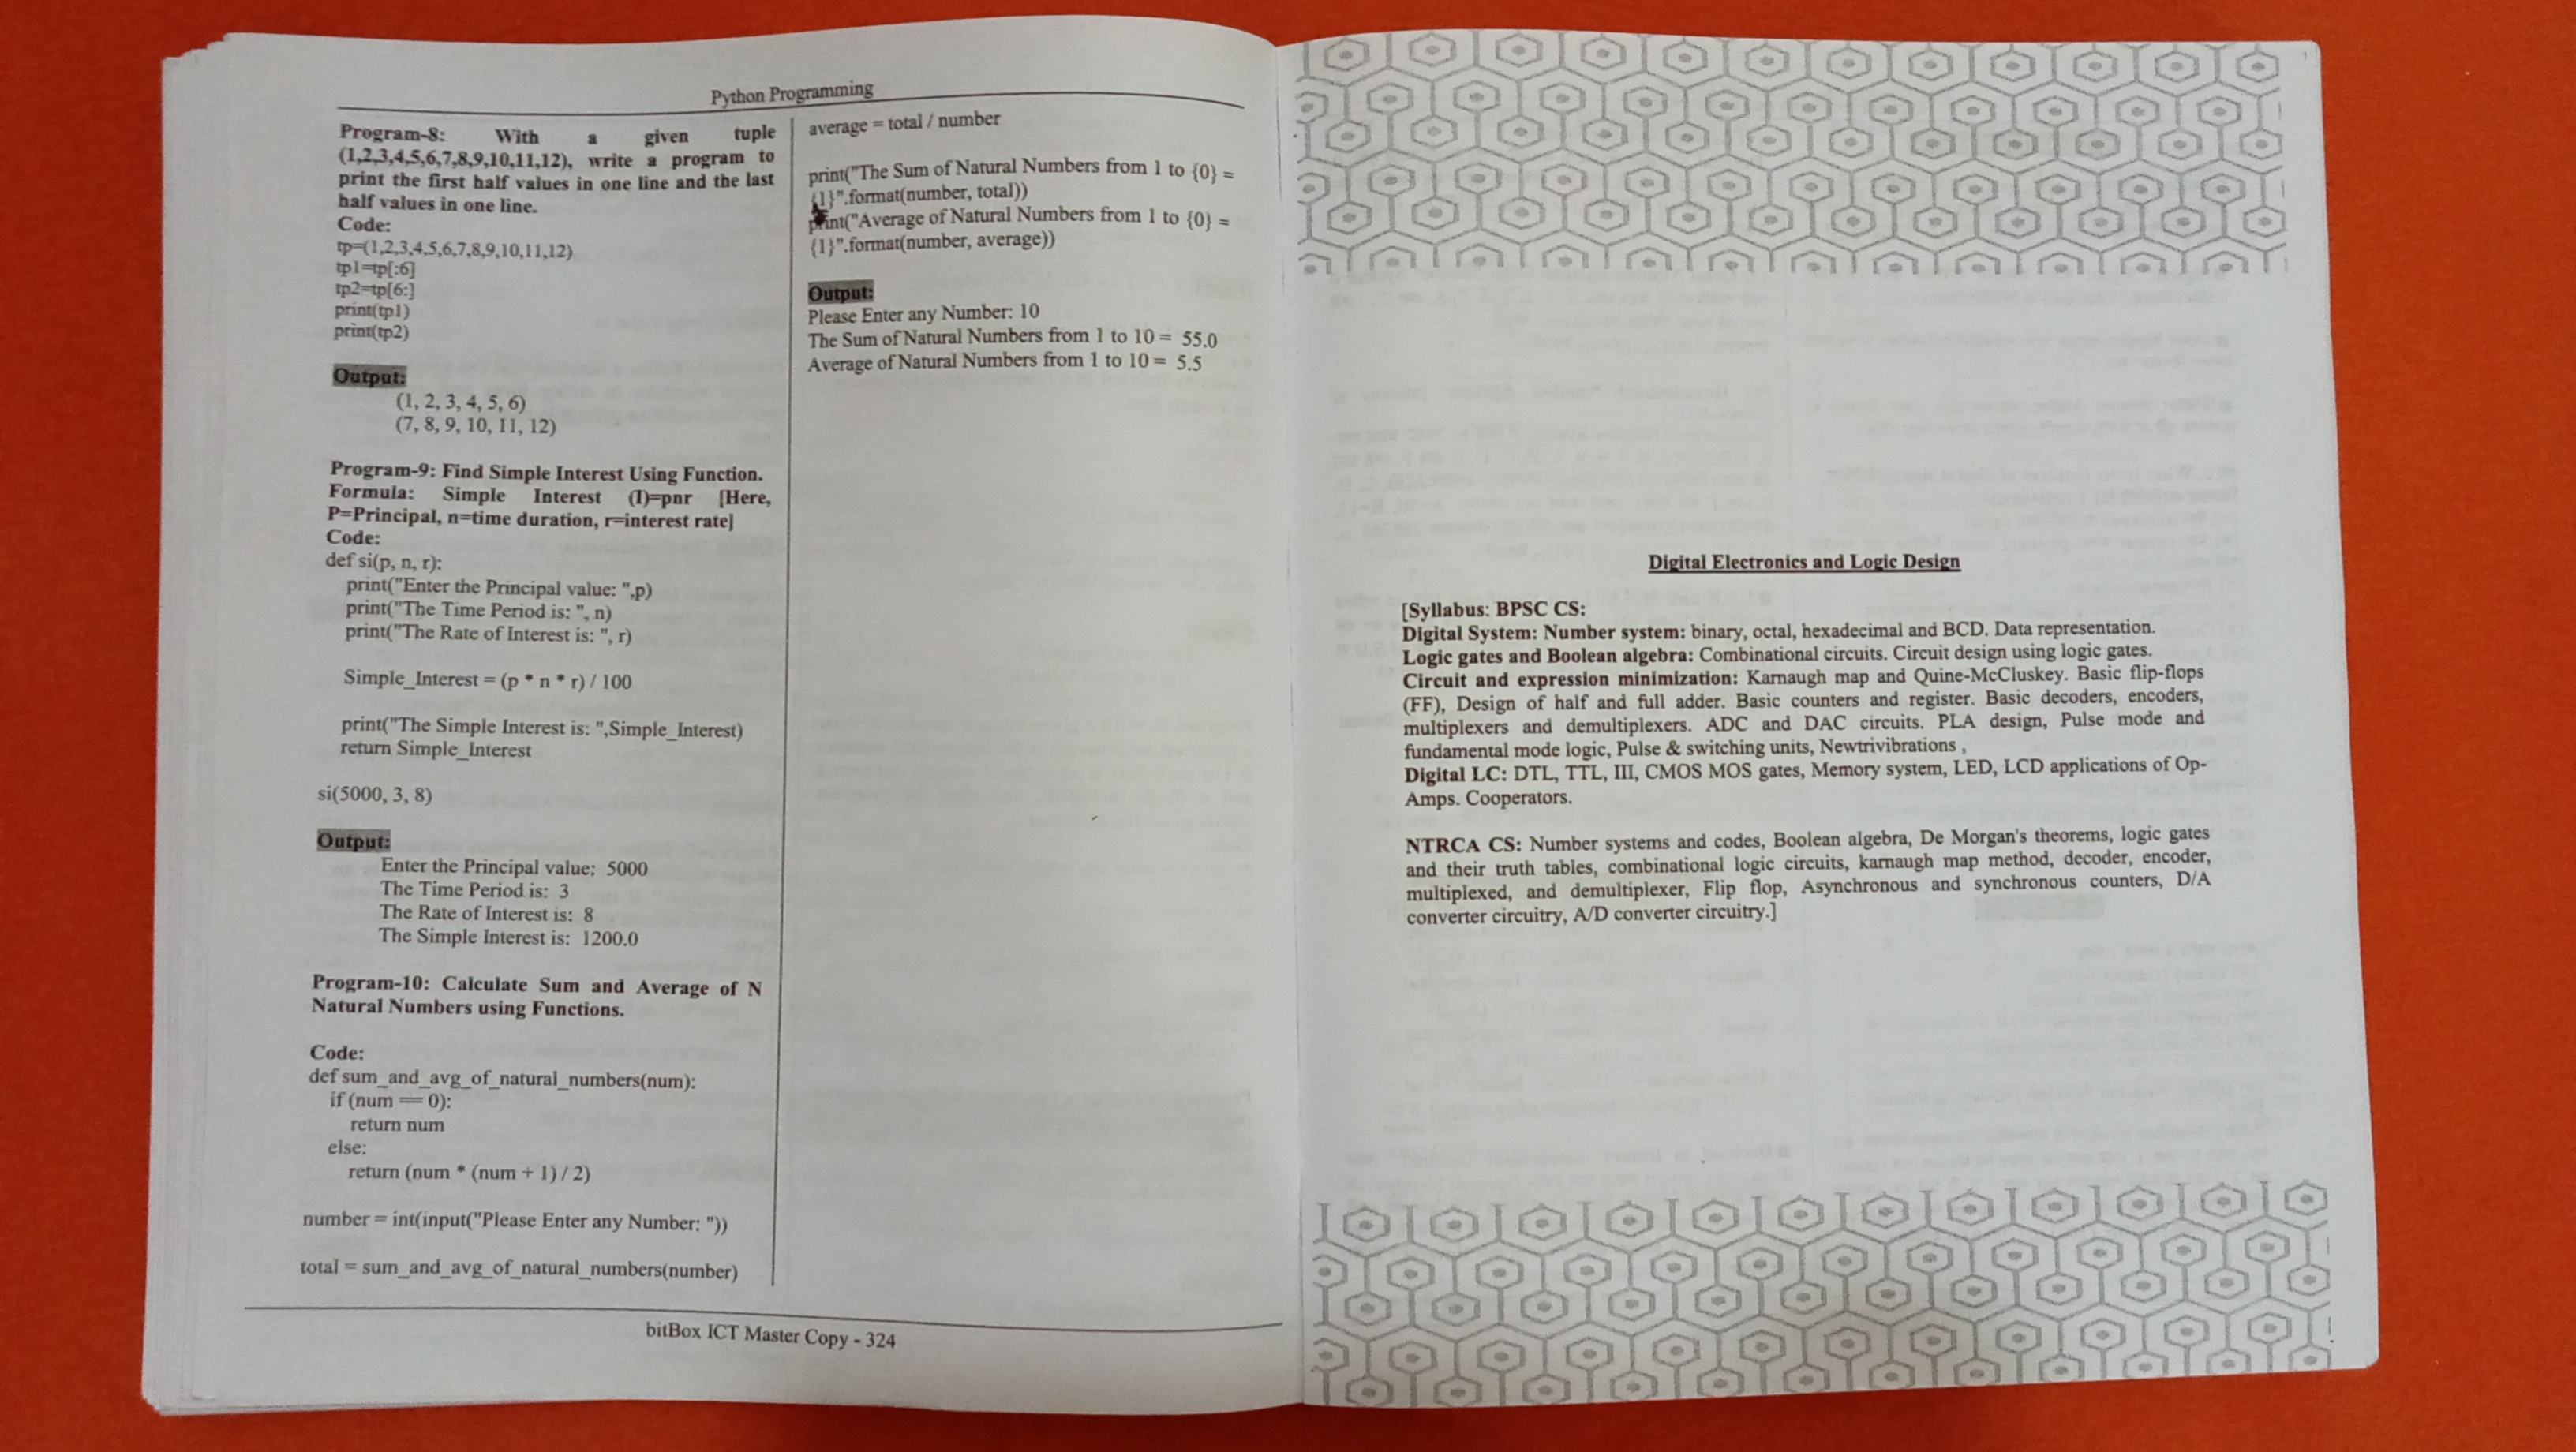 Python Programming
Program-8: With a given tuple
(1,2,3,4,5,6,7,8,9,10,11,12), write a program to
print the first half values in one line and the last
half values in one line.
Code:
tp=(1,2,3,4,5,6,7,8,9,10,11,12)
tp1=tp[:6]
tp2=tp[6:]
print(tp1)
print(tp2)
Output:
(1, 2, 3, 4, 5, 6)
(7, 8, 9, 10, 11, 12)
Program-9: Find Simple Interest Using Function.
Formula: Simple Interest (I)=pnr [Here,
P=Principal, n=time duration, r=interest rate]
Code:
def si(p, n, r):
print("Enter the Principal value: ",p)
print("The Time Period is: ", n)
print("The Rate of Interest is: ", r)
Simple_Interest = (p * n * r) / 100
print("The Simple Interest is: ",Simple_Interest)
return Simple_Interest
si(5000, 3, 8)
Output:
Enter the Principal value: 5000
The Time Period is: 3
The Rate of Interest is: 8
The Simple Interest is: 1200.0
Program-10: Calculate Sum and Average of N
Natural Numbers using Functions.
Code:
def sum_and_avg_of_natural_numbers(num):
if (num == 0):
return num
else:
return (num * (num + 1) / 2)
number = int(input("Please Enter any Number: "))
total = sum_and_avg_of_natural_numbers(number)
average = total / number
print("The Sum of Natural Numbers from 1 to {0} =
{1}".format(number, total))
print("Average of Natural Numbers from 1 to {0} =
{1}".format(number, average))
Output:
Please Enter any Number: 10
The Sum of Natural Numbers from 1 to 10 = 55.0
Average of Natural Numbers from 1 to 10 = 5.5
bitBox ICT Master Copy - 324
Digital Electronics and Logic Design
[Syllabus: BPSC CS:
Digital System: Number system: binary, octal, hexadecimal and BCD. Data representation.
Logic gates and Boolean algebra: Combinational circuits. Circuit design using logic gates.
Circuit and expression minimization: Karnaugh map and Quine-McCluskey. Basic flip-flops
(FF), Design of half and full adder. Basic counters and register. Basic decoders, encoders,
multiplexers and demultiplexers. ADC and DAC circuits. PLA design, Pulse mode and
fundamental mode logic, Pulse & switching units, Newtrivibrations ,
Digital LC: DTL, TTL, III, CMOS MOS gates, Memory system, LED, LCD applications of Op-
Amps. Cooperators.
NTRCA CS: Number systems and codes, Boolean algebra, De Morgan's theorems, logic gates
and their truth tables, combinational logic circuits, karnaugh map method, decoder, encoder,
multiplexed, and demultiplexer, Flip flop, Asynchronous and synchronous counters, D/A
converter circuitry, A/D converter circuitry.]